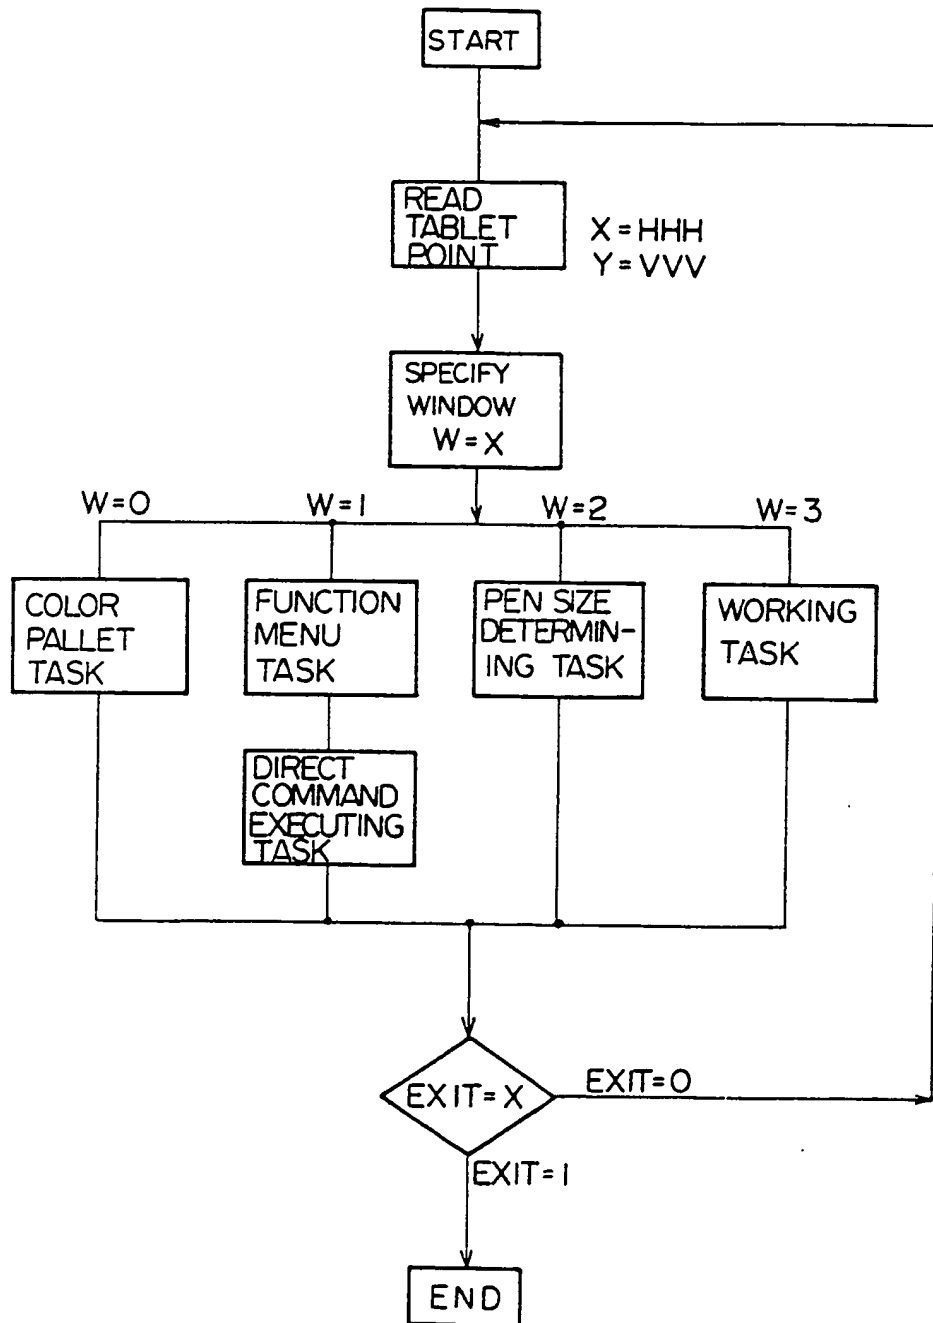 START
READ
TABLET
POINT
X=HHH
Y=VVV
SPECIFY
WINDOW
W=X
W=0
W=1
W=2
W=3
COLOR
PALLET
TASK
FUNCTION
MENU
TASK
PEN SIZE
DETERMIN-
ING TASK
WORKING
TASK
DIRECT
COMMAND
EXECUTING
TASK
EXIT=X
EXIT=0
EXIT=1
END